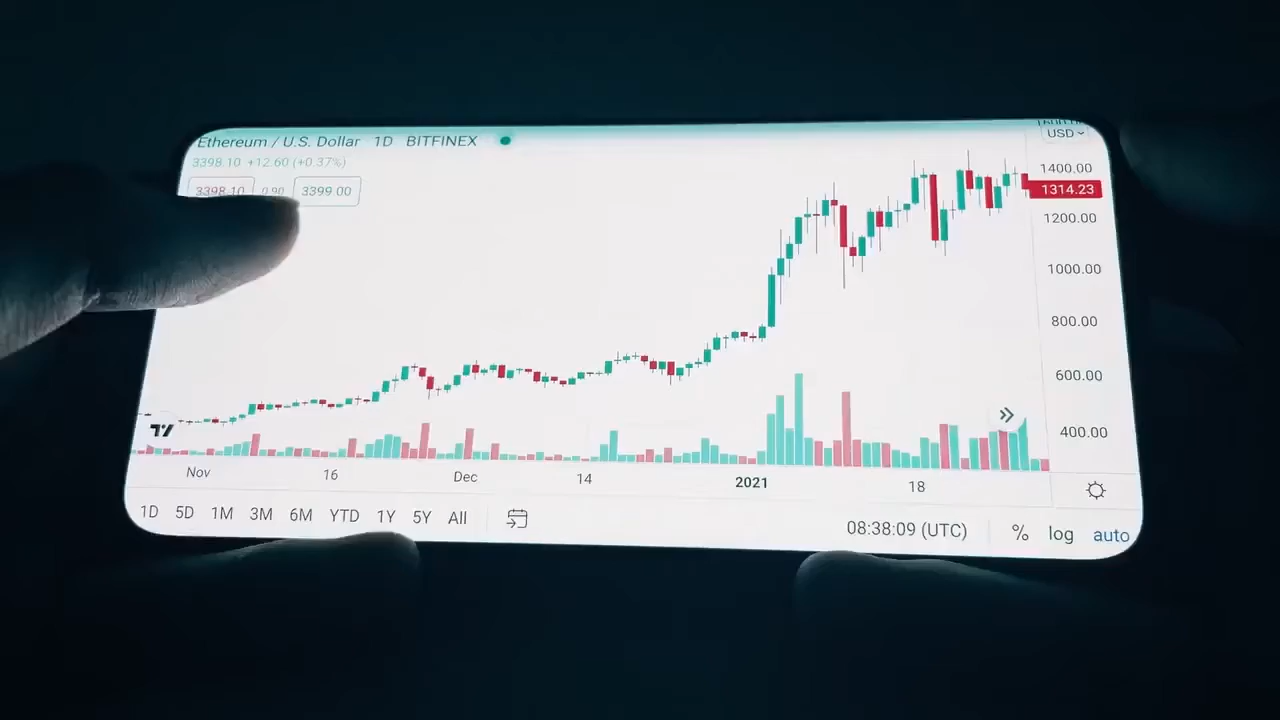 Ethereum / U.S. Dollar · 1D BITFINEX
USD
3398.10 +12.60 (+0.37%)
3398.10 0.90 3399.00
1400.00
1314.23
1200.00
1000.00
800.00
600.00
400.00
Nov 16 Dec 14 2021 18
1D 5D 1M 3M 6M YTD 1Y 5Y All
08:38:09 (UTC) % log auto